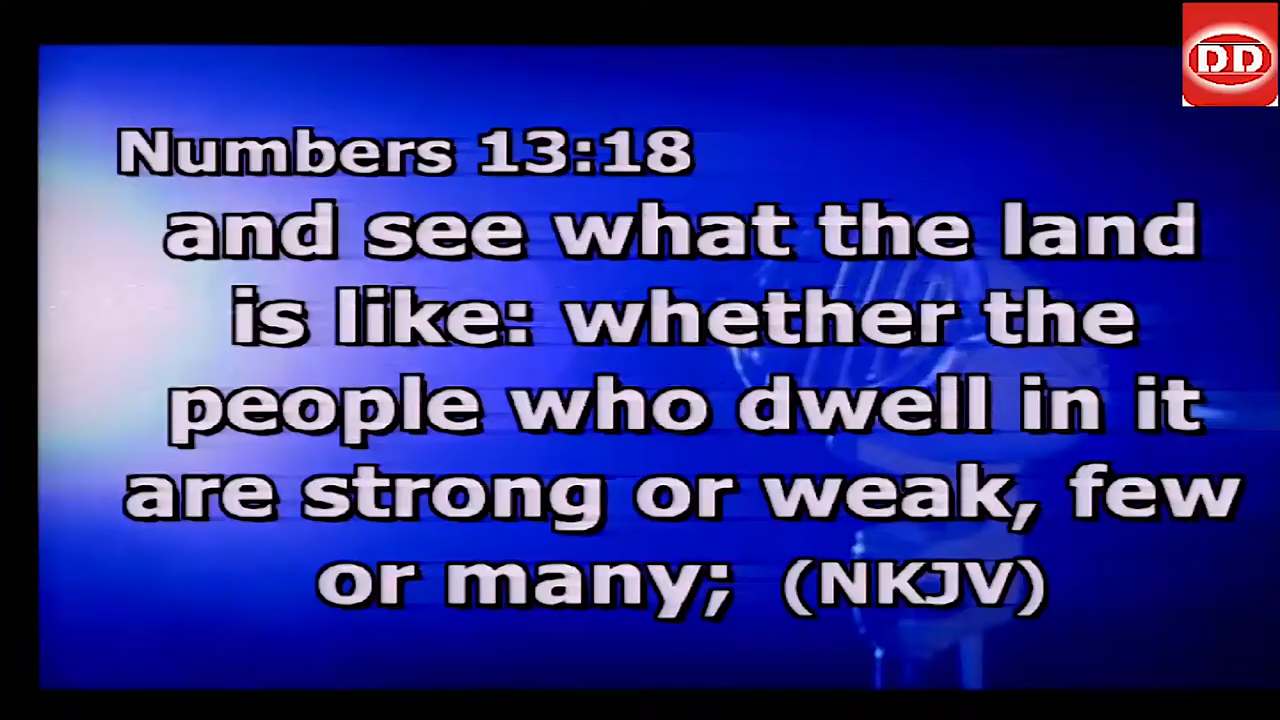 DD
Numbers 13:18
and see what the land
is like: whether the
people who dwell in it
are strong or weak, few
or many; (NKJV)